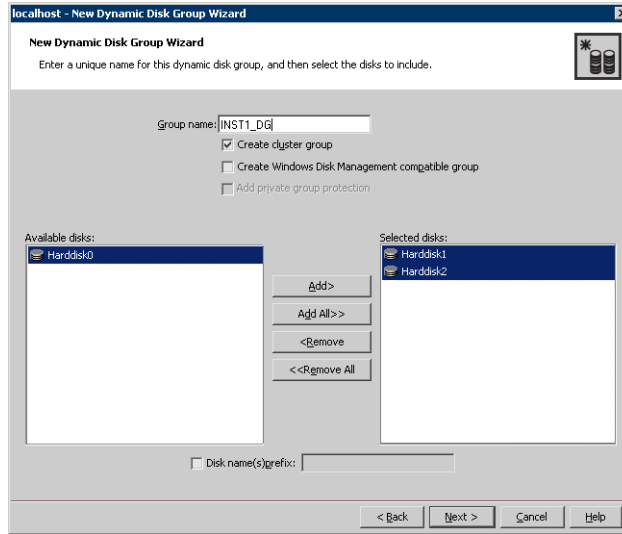 localhost - New Dynamic Disk Group Wizard
New Dynamic Disk Group Wizard
Enter a unique name for this dynamic disk group, and then select the disks to include.
Group name: INST1_DG
Create cluster group
Create Windows Disk Management compatible group
Add private group protection
Available disks:
Harddisk0
Selected disks:
Harddisk1
Harddisk2
Add>
Add All>>
<Remove
<<Remove All
Disk name(s)prefix:
< Back
Next >
Cancel
Help